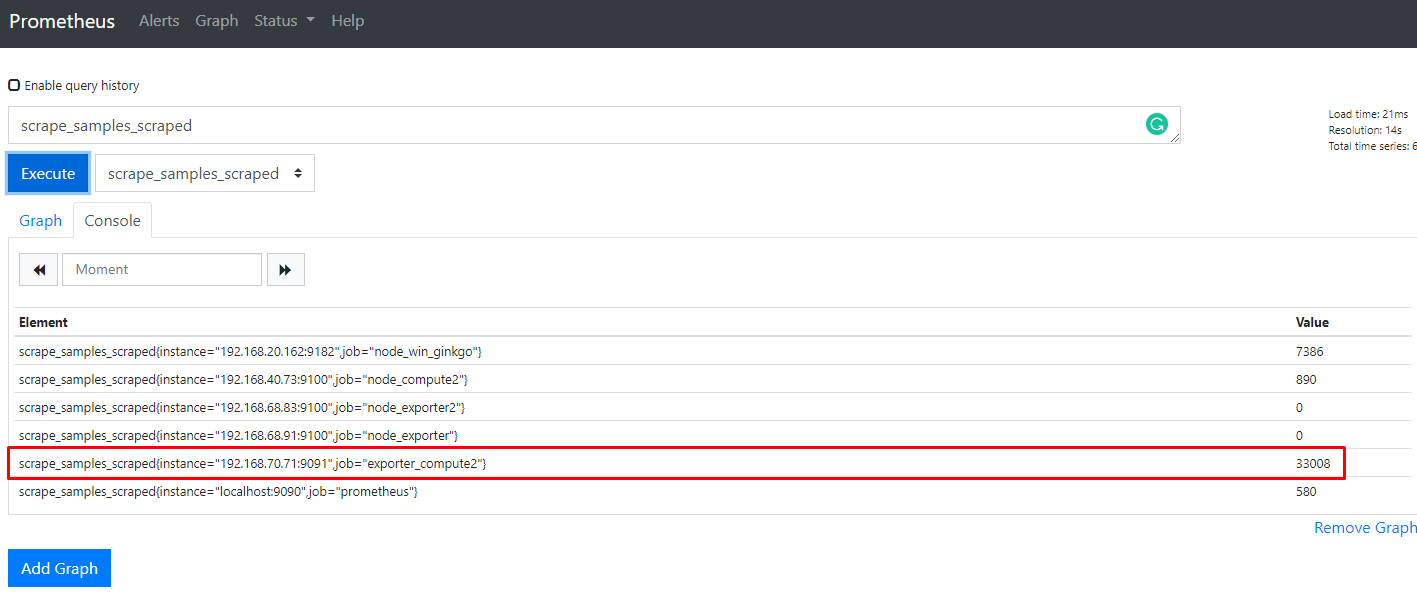 Prometheus Alerts Graph Status Help
Enable query history
scrape_samples_scraped
Load time: 21ms
Resolution: 14s
Total time series: 6
Execute scrape_samples_scraped
Graph Console
Moment
Element Value
scrape_samples_scraped{instance="192.168.20.162:9182",job="node_win_ginkgo"} 7386
scrape_samples_scraped{instance="192.168.40.73:9100",job="node_compute2"} 890
scrape_samples_scraped{instance="192.168.68.83:9100",job="node_exporter2"} 0
scrape_samples_scraped{instance="192.168.68.91:9100",job="node_exporter"} 0
scrape_samples_scraped{instance="192.168.70.71:9091",job="exporter_compute2"} 33008
scrape_samples_scraped{instance="localhost:9090",job="prometheus"} 580
Remove Graph
Add Graph